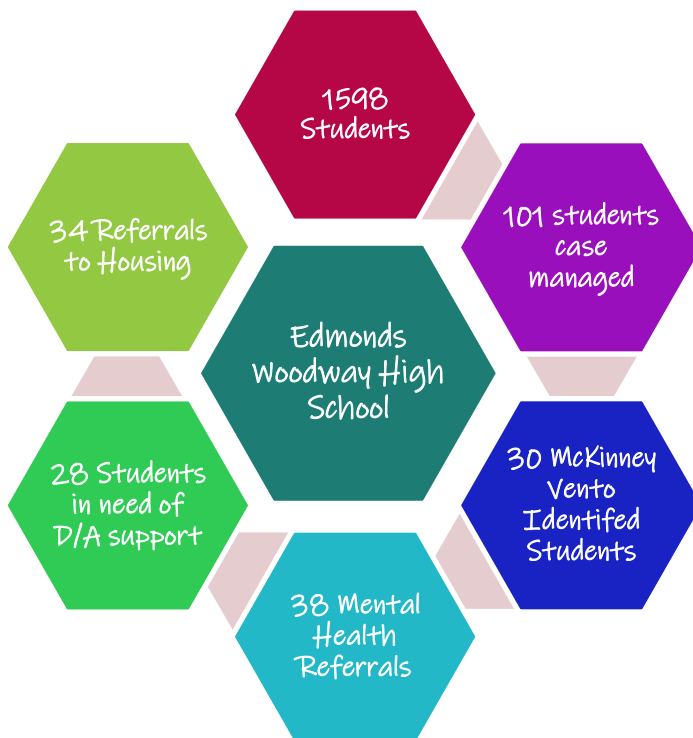 1598
Students
101 students
case
managed
30 McKinney
Vento
Identifed
Students
38 Mental
Health
Referrals
28 Students
in need of
D/A support
34 Referrals
to Housing
Edmonds
Woodway High
School